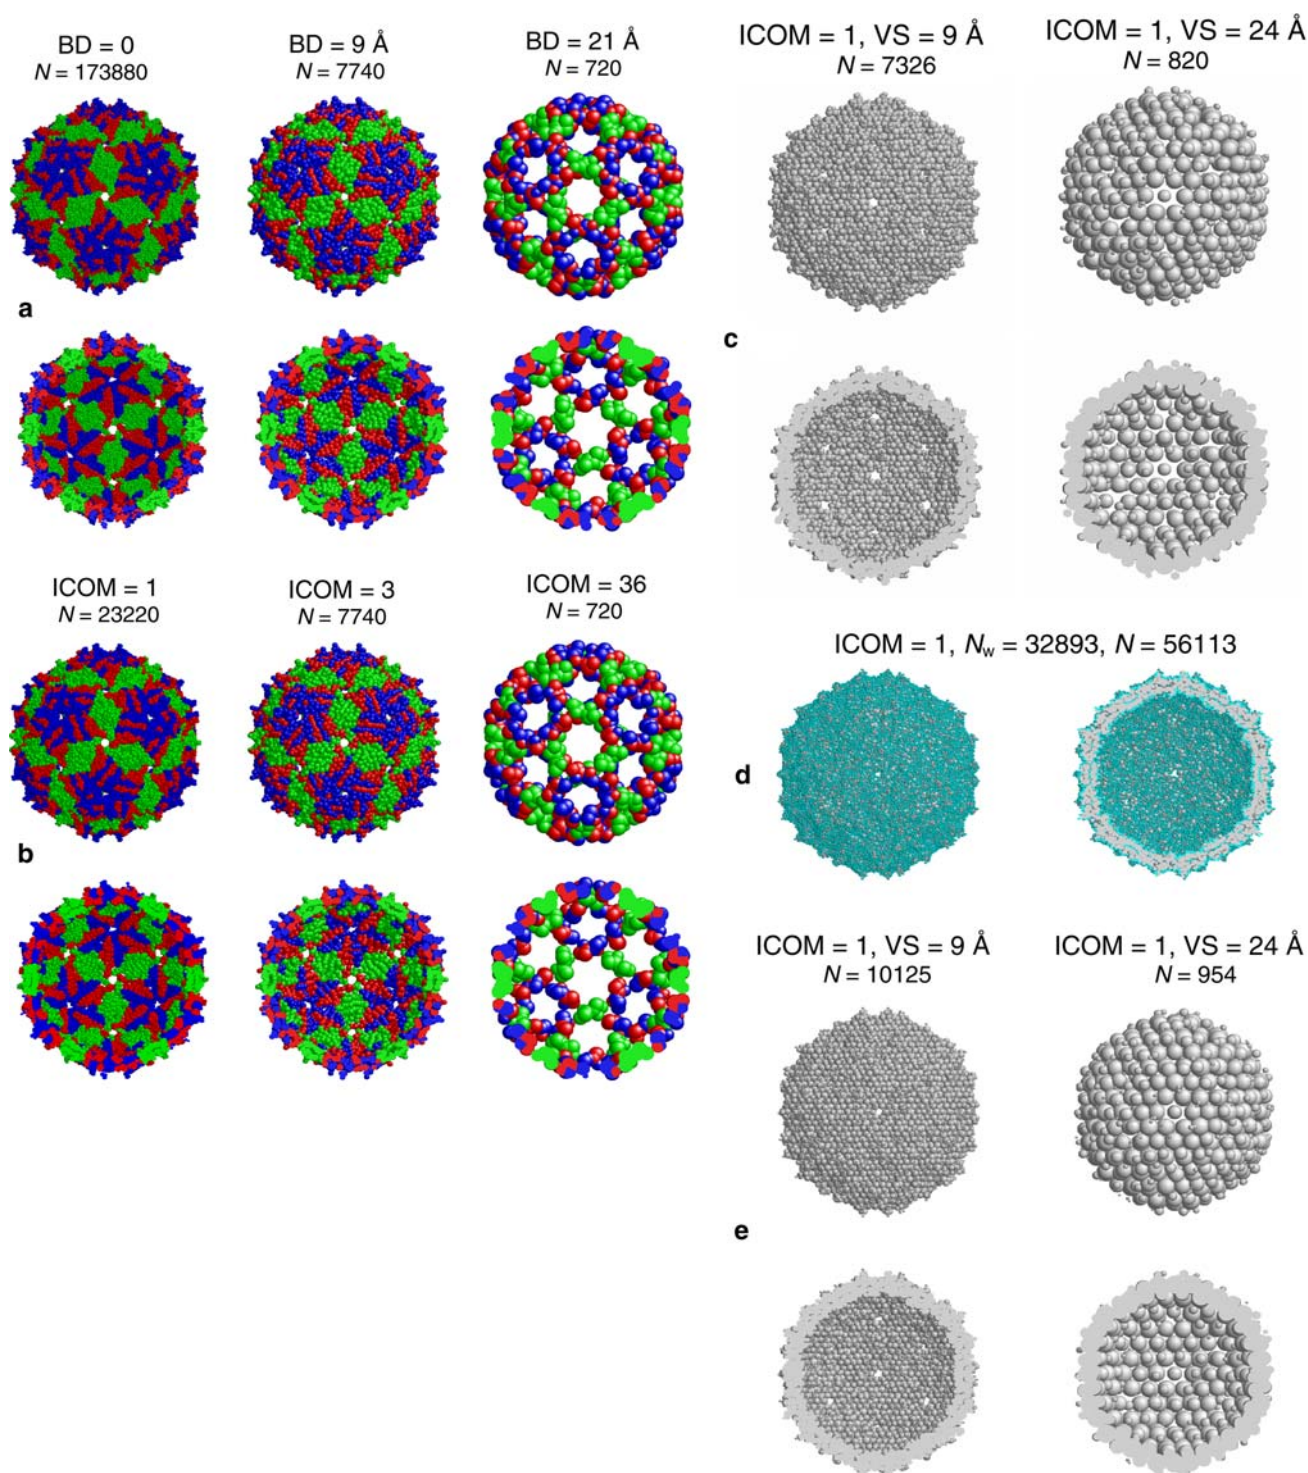 BD = 0
N = 173880
BD = 9 Å
N = 7740
BD = 21 Å
N = 720
a
ICOM = 1
N = 23220
ICOM = 3
N = 7740
ICOM = 36
N = 720
b
ICOM = 1, VS = 9 Å
N = 7326
ICOM = 1, VS = 24 Å
N = 820
c
ICOM = 1, Nw = 32893, N = 56113
d
ICOM = 1, VS = 9 Å
N = 10125
ICOM = 1, VS = 24 Å
N = 954
e